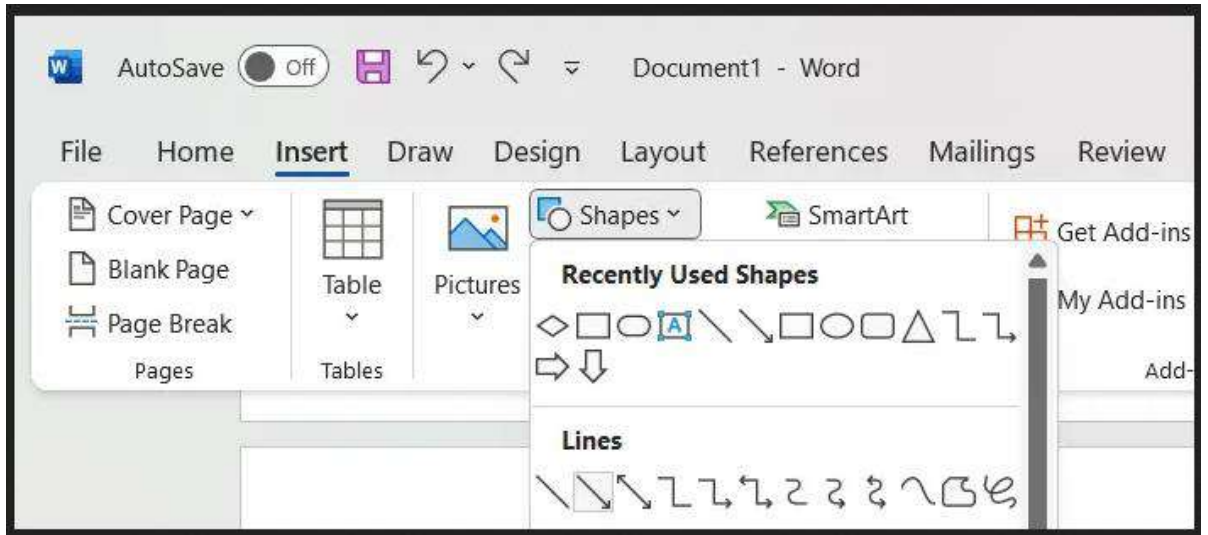 W AutoSave Off Document1 - Word
File Home Insert Draw Design Layout References Mailings Review
Cover Page
Blank Page
Page Break
Pages
Table
Tables
Pictures
Shapes
SmartArt
Get Add-ins
My Add-ins
Add-
Recently Used Shapes
A
Lines